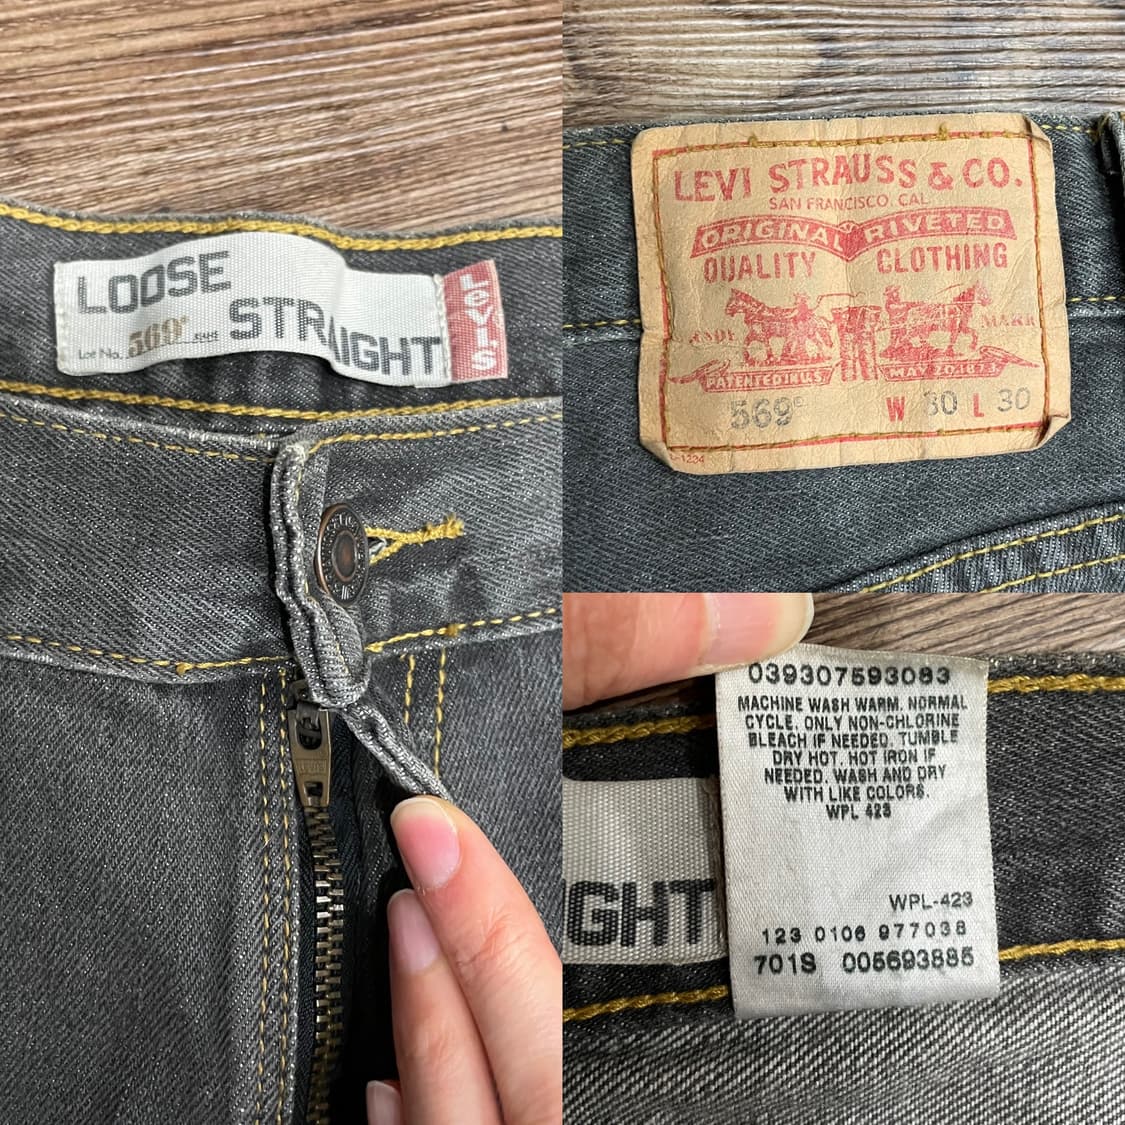 LOOSE
STRAIGHT
Lot No. 569®
Levi's
LEVI STRAUSS & CO.
SAN FRANCISCO, CAL.
ORIGINAL RIVETED
QUALITY CLOTHING
MARK
PATENTED IN U.S. MAY 20 1873
569® W 30 L 30
039307593083
MACHINE WASH WARM. NORMAL
CYCLE. ONLY NON-CHLORINE
BLEACH IF NEEDED. TUMBLE
DRY HOT. HOT IRON IF
NEEDED. WASH AND DRY
WITH LIKE COLORS.
WPL 423
IGHT
WPL-423
123 0106 977038
701S 005693885